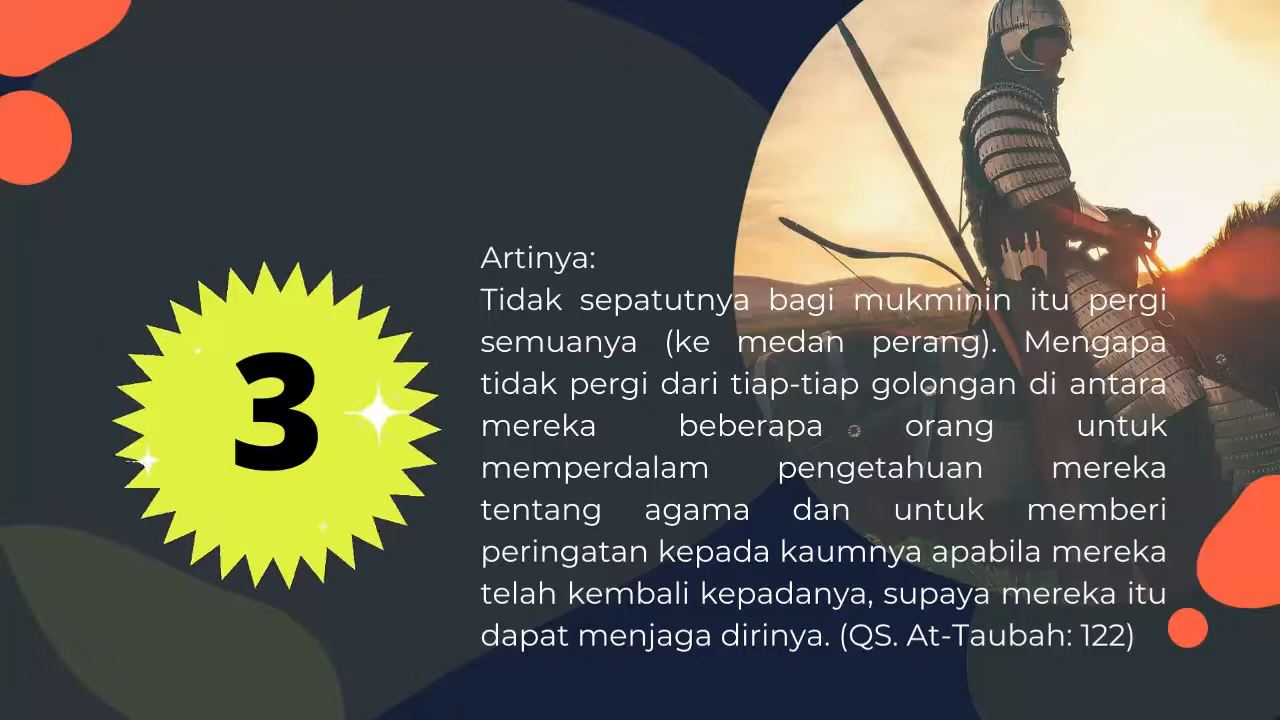 3
Artinya:
Tidak sepatutnya bagi mukminin itu pergi
semuanya (ke medan perang). Mengapa
tidak pergi dari tiap-tiap golongan di antara
mereka beberapa orang untuk
memperdalam pengetahuan mereka
tentang agama dan untuk memberi
peringatan kepada kaumnya apabila mereka
telah kembali kepadanya, supaya mereka itu
dapat menjaga dirinya. (QS. At-Taubah: 122)